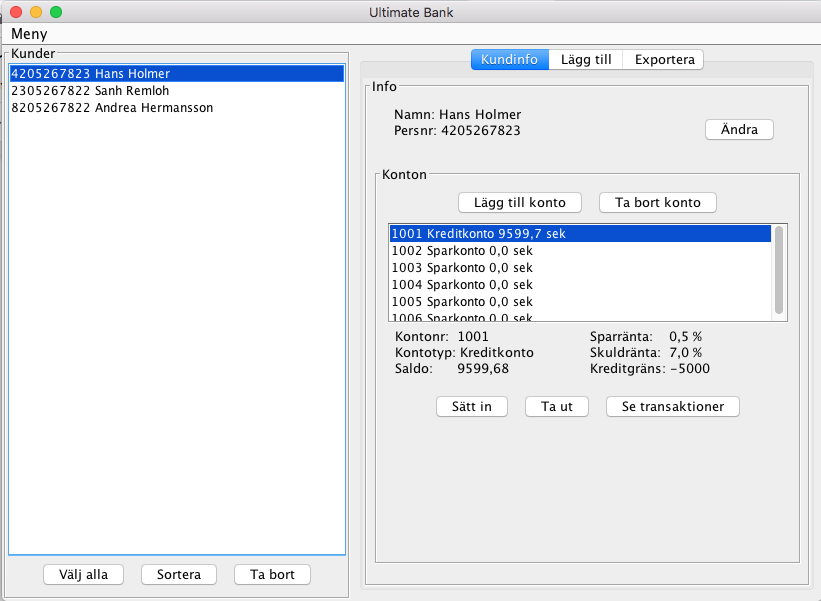 Ultimate Bank
Meny
Kunder
4205267823 Hans Holmer
2305267822 Sanh Remloh
8205267822 Andrea Hermansson
Välj alla
Sortera
Ta bort
Kundinfo
Lägg till
Exportera
Info
Namn: Hans Holmer
Persnr: 4205267823
Ändra
Konton
Lägg till konto
Ta bort konto
1001 Kreditkonto 9599,7 sek
1002 Sparkonto 0,0 sek
1003 Sparkonto 0,0 sek
1004 Sparkonto 0,0 sek
1005 Sparkonto 0,0 sek
1006 Sparkonto 0,0 sek
Kontonr: 1001
Kontotyp: Kreditkonto
Saldo: 9599,68
Sparränta: 0,5 %
Skuldränta: 7,0 %
Kreditgräns: -5000
Sätt in
Ta ut
Se transaktioner